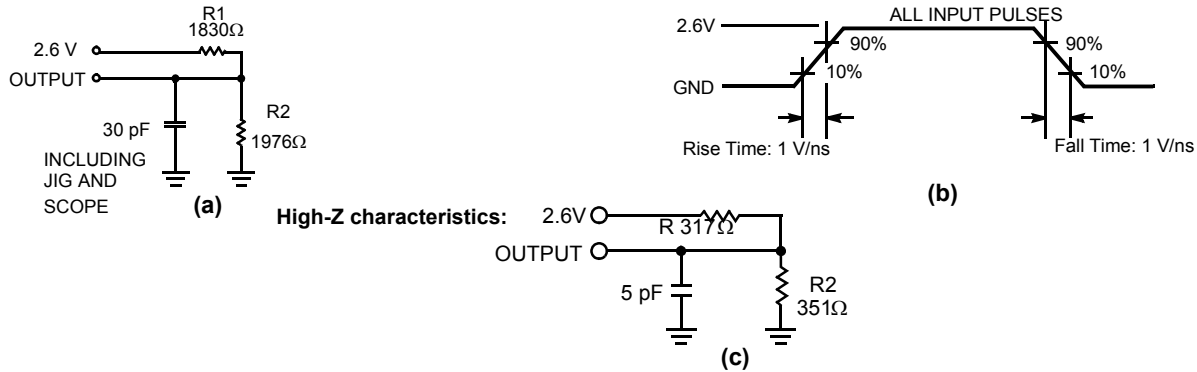 R1
1830Ω
2.6 V
OUTPUT
R2
30 pF
1976Ω
INCLUDING
JIG AND
SCOPE
(a)
ALL INPUT PULSES
2.6V
90%
90%
10%
10%
GND
Rise Time: 1 V/ns
Fall Time: 1 V/ns
(b)
High-Z characteristics:
2.6V
R 317Ω
OUTPUT
5 pF
R2
351Ω
(c)